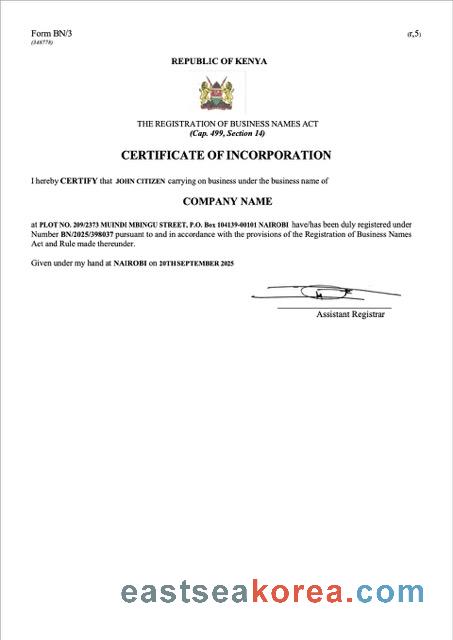 Form BN/3
(r,5)
(348778)
REPUBLIC OF KENYA
THE REGISTRATION OF BUSINESS NAMES ACT
(Cap. 499, Section 14)
CERTIFICATE OF INCORPORATION
I hereby CERTIFY that JOHN CITIZEN carrying on business under the business name of
COMPANY NAME
at PLOT NO. 209/2373 MUINDI MBINGU STREET, P.O. Box 104139-00101 NAIROBI have/has been duly registered under
Number BN/2025/398037 pursuant to and in accordance with the provisions of the Registration of Business Names
Act and Rule made thereunder.
Given under my hand at NAIROBI on 20TH SEPTEMBER 2025
Assistant Registrar
eastseakorea.com